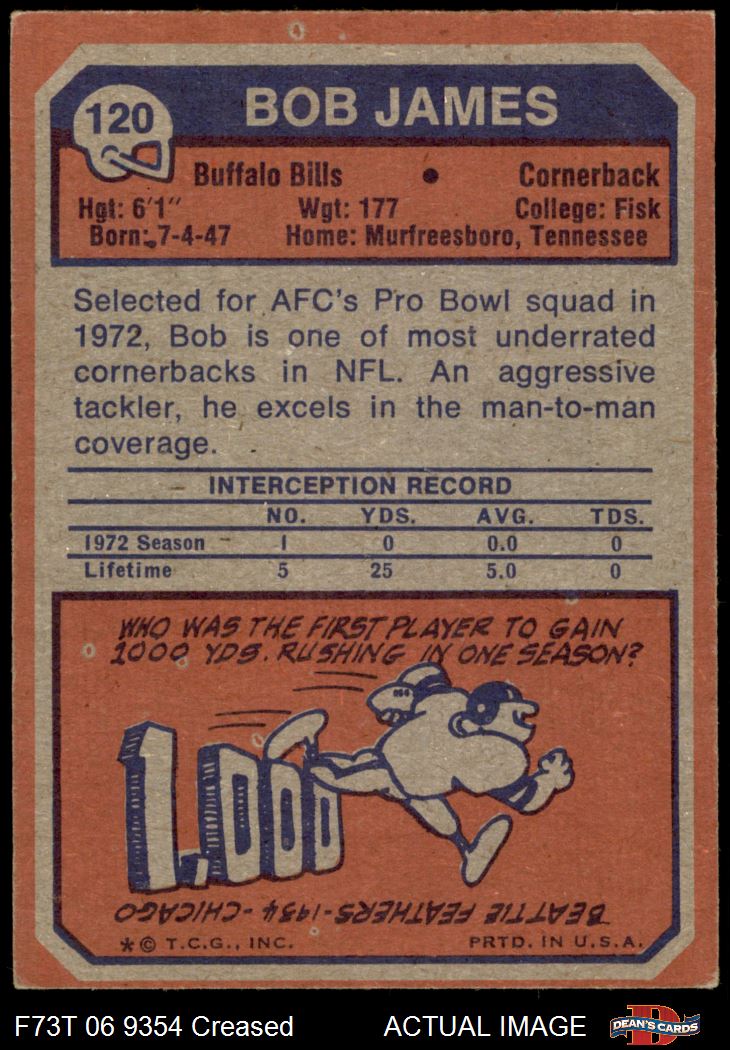 120
BOB JAMES
Buffalo Bills • Cornerback
Hgt: 6'1" Wgt: 177 College: Fisk
Born: 7-4-47 Home: Murfreesboro, Tennessee
Selected for AFC's Pro Bowl squad in
1972, Bob is one of most underrated
cornerbacks in NFL. An aggressive
tackler, he excels in the man-to-man
coverage.
INTERCEPTION RECORD
NO. YDS. AVG. TDS.
1972 Season 1 0 0.0 0
Lifetime 5 25 5.0 0
WHO WAS THE FIRST PLAYER TO GAIN
1000 YDS. RUSHING IN ONE SEASON?
1,000
BEATTIE FEATHERS-1934-CHICAGO
* © T.C.G., INC. PRTD. IN U.S.A.
F73T 06 9354 Creased ACTUAL IMAGE
DEAN'S CARDS